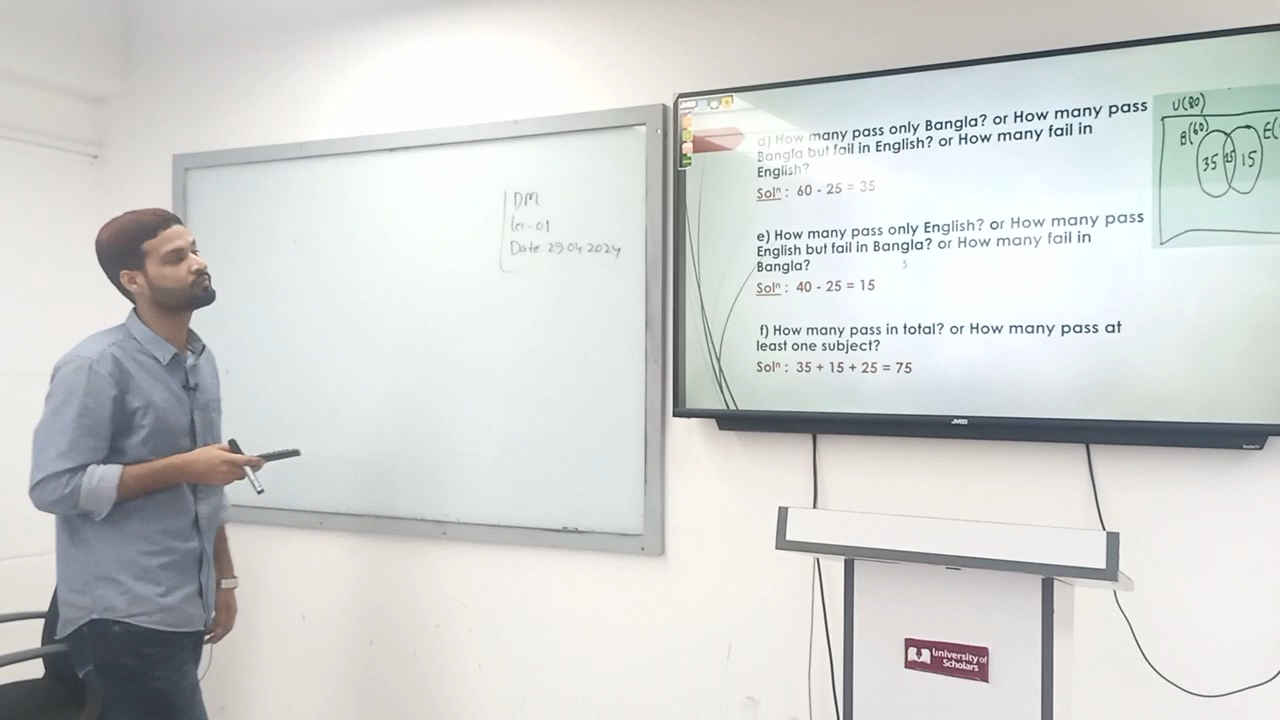 DM
Date 29 04 2024
d) How many pass only Bangla? or How many pass
Bangla but fail in English? or How many fail in
English?
Solⁿ : 60 - 25 = 35
e) How many pass only English? or How many pass
English but fail in Bangla? or How many fail in
Bangla?
Solⁿ : 40 - 25 = 15
f) How many pass in total? or How many pass at
least one subject?
Solⁿ : 35 + 15 + 25 = 75
U(80)
B(60) E(
35 25 15
JVCO
University of
Scholars